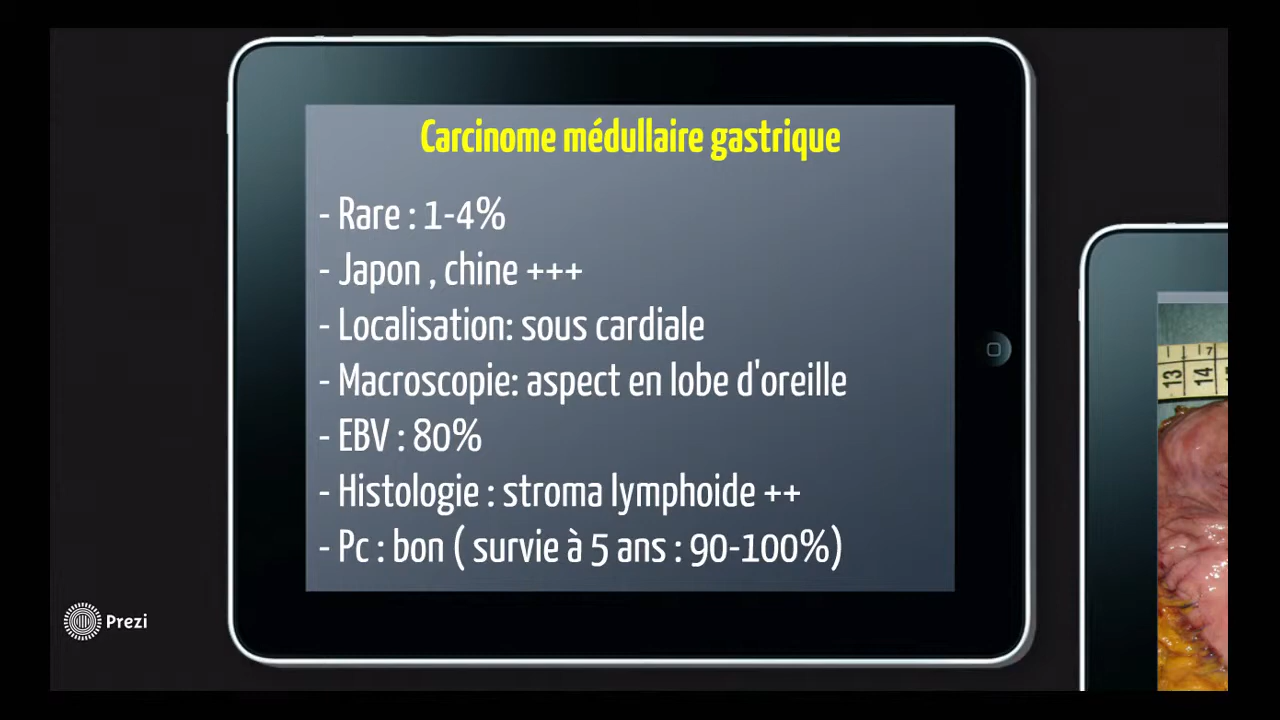 Carcinome médullaire gastrique
- Rare : 1-4%
- Japon , chine +++
- Localisation: sous cardiale
- Macroscopie: aspect en lobe d'oreille
- EBV : 80%
- Histologie : stroma lymphoide ++
- Pc : bon ( survie à 5 ans : 90-100%)
Prezi
13 14
7